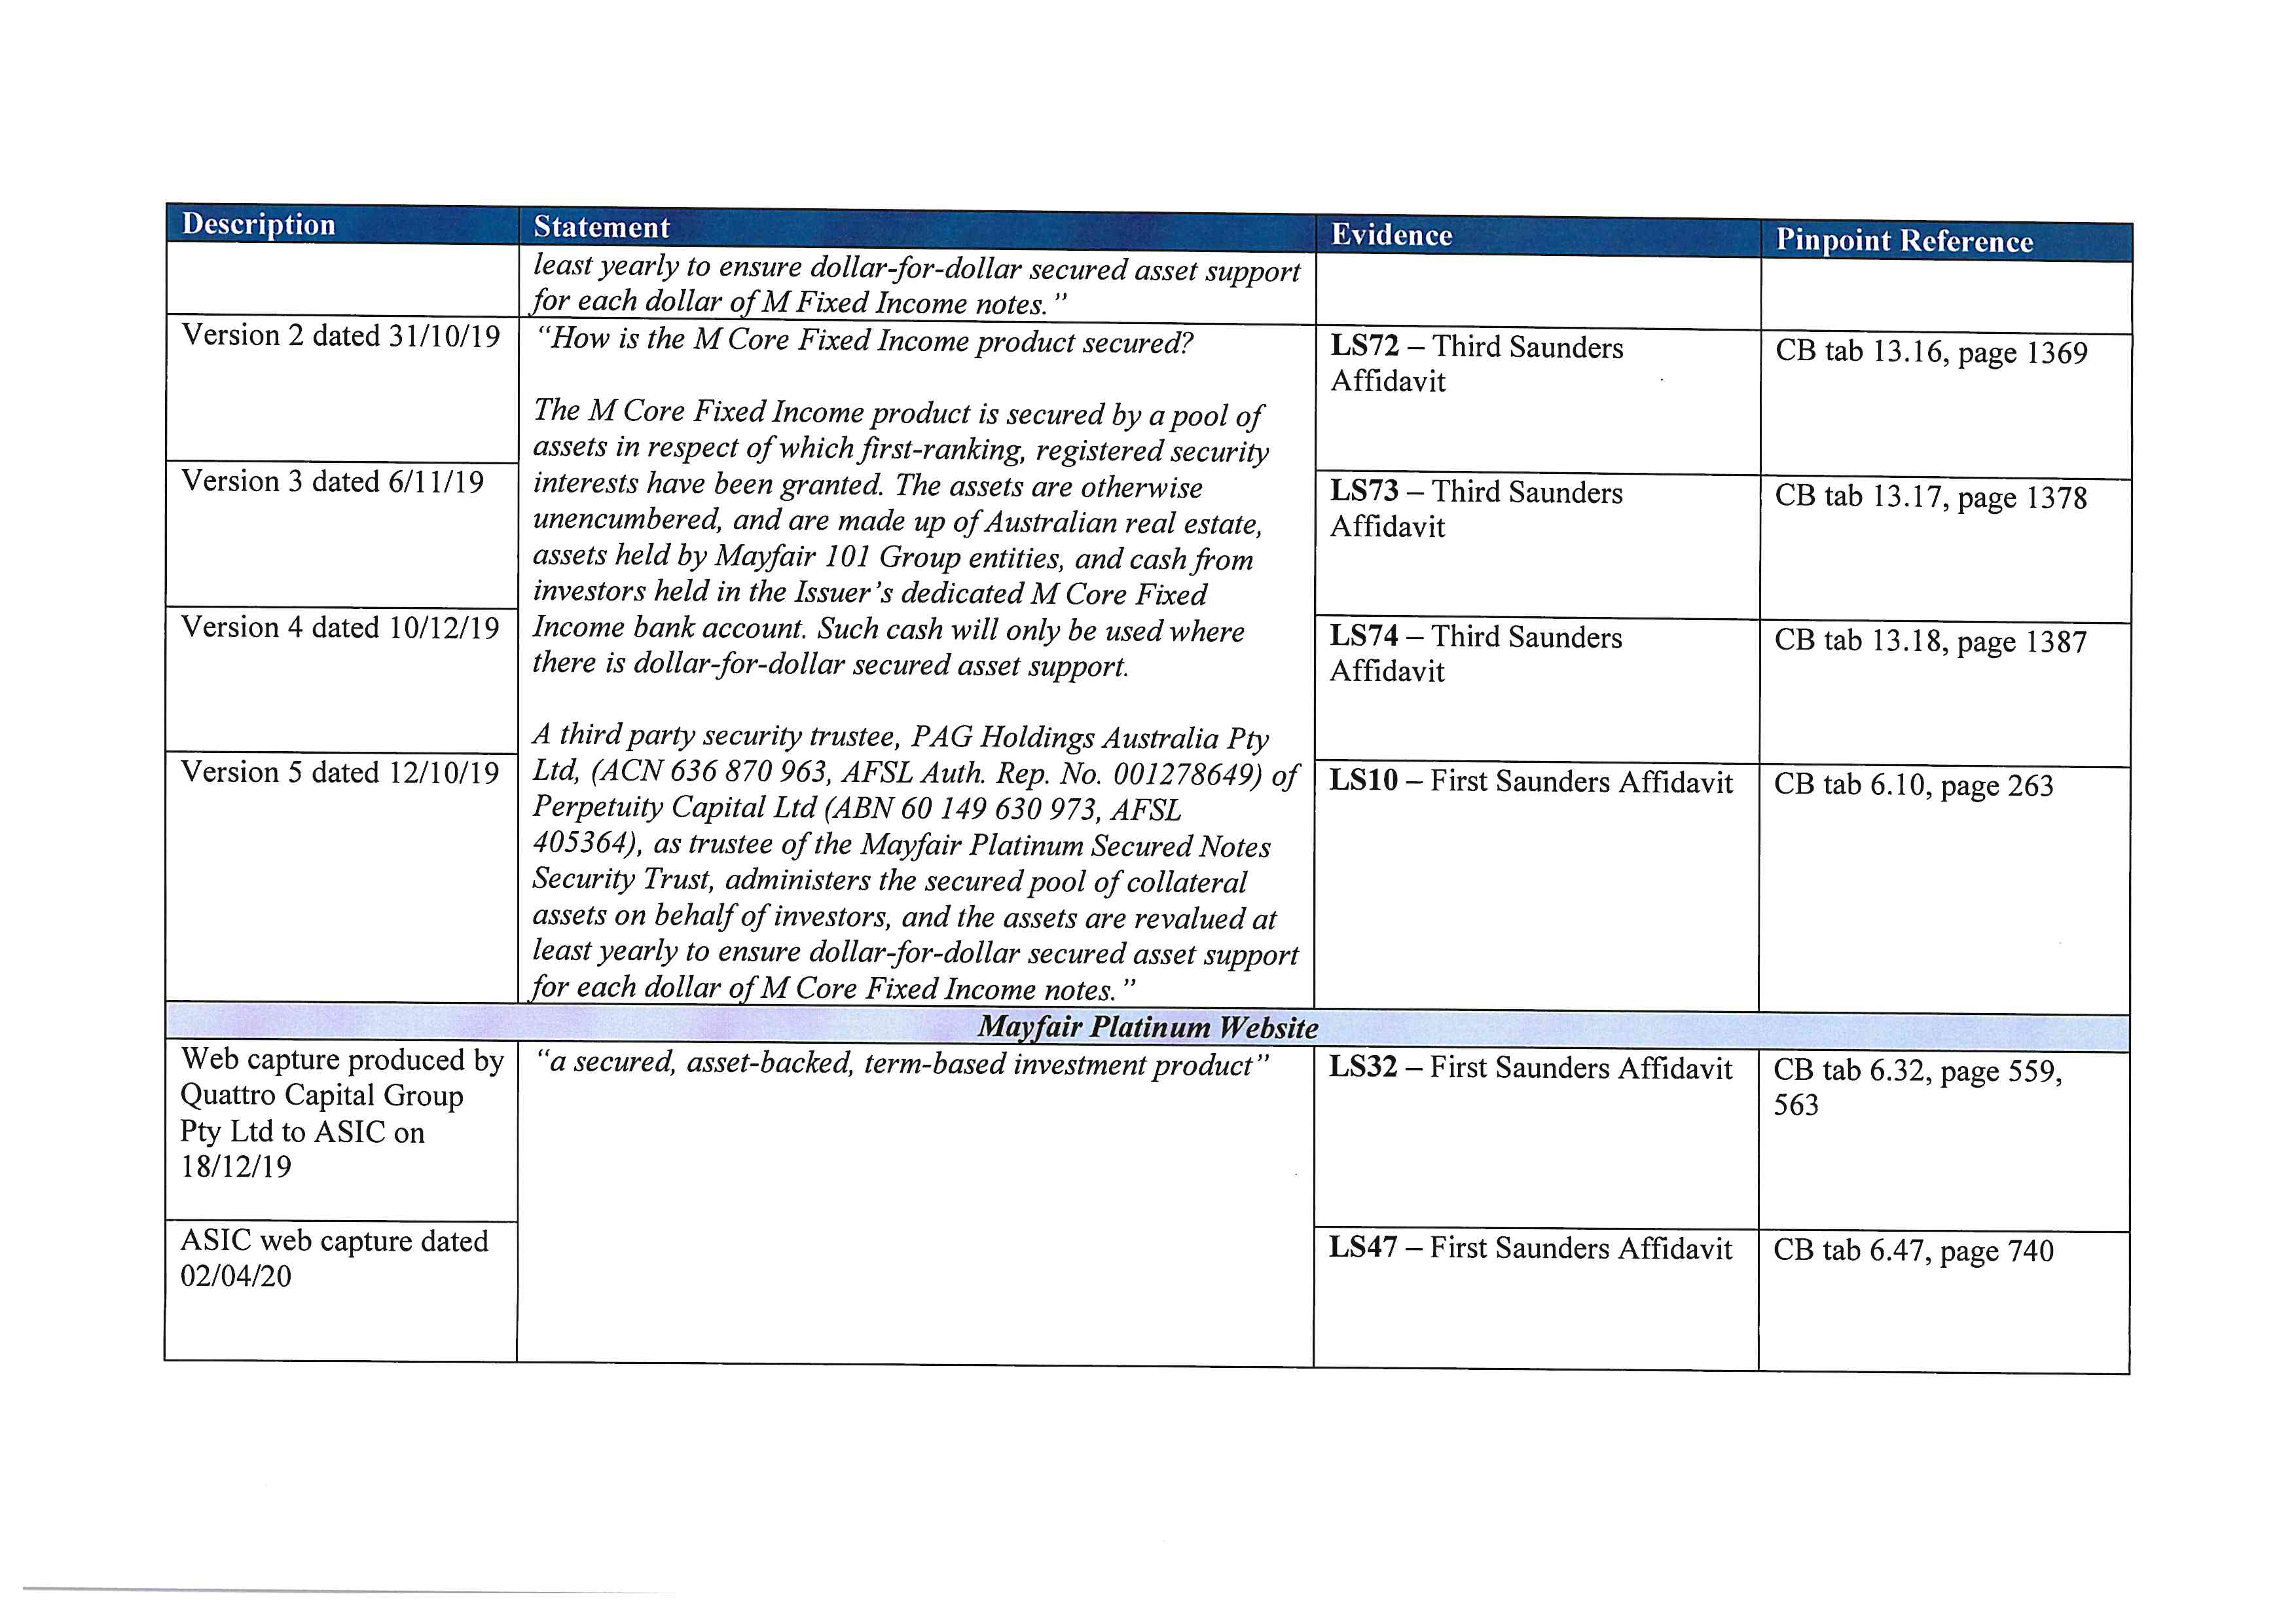 Description Statement Evidence Pinpoint Reference
least yearly to ensure dollar-for-dollar secured asset support
for each dollar of M Fixed Income notes.”
Version 2 dated 31/10/19
“How is the M Core Fixed Income product secured?
The M Core Fixed Income product is secured by a pool of
assets in respect of which first-ranking, registered security
interests have been granted. The assets are otherwise
unencumbered, and are made up of Australian real estate,
assets held by Mayfair 101 Group entities, and cash from
investors held in the Issuer’s dedicated M Core Fixed
Income bank account. Such cash will only be used where
there is dollar-for-dollar secured asset support.
A third party security trustee, PAG Holdings Australia Pty
Ltd, (ACN 636 870 963, AFSL Auth. Rep. No. 001278649) of
Perpetuity Capital Ltd (ABN 60 149 630 973, AFSL
405364), as trustee of the Mayfair Platinum Secured Notes
Security Trust, administers the secured pool of collateral
assets on behalf of investors, and the assets are revalued at
least yearly to ensure dollar-for-dollar secured asset support
for each dollar of M Core Fixed Income notes.”
LS72 – Third Saunders
Affidavit
CB tab 13.16, page 1369
Version 3 dated 6/11/19
LS73 – Third Saunders
Affidavit
CB tab 13.17, page 1378
Version 4 dated 10/12/19
LS74 – Third Saunders
Affidavit
CB tab 13.18, page 1387
Version 5 dated 12/10/19
LS10 – First Saunders Affidavit
CB tab 6.10, page 263
Mayfair Platinum Website
Web capture produced by
Quattro Capital Group
Pty Ltd to ASIC on
18/12/19
“a secured, asset-backed, term-based investment product”
LS32 – First Saunders Affidavit
CB tab 6.32, page 559,
563
ASIC web capture dated
02/04/20
LS47 – First Saunders Affidavit
CB tab 6.47, page 740